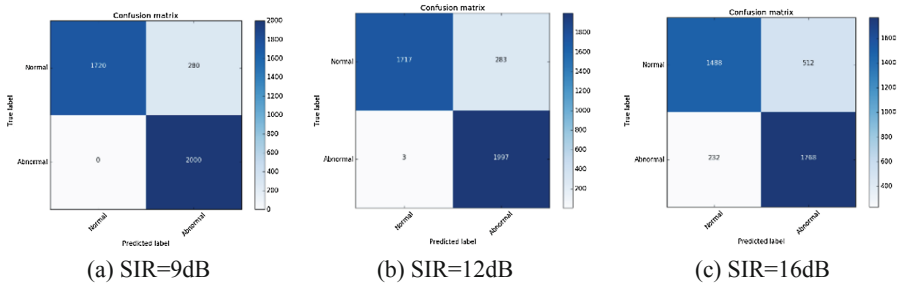 Confusion matrix
True label
Normal
Abnormal
1720
280
0
2000
Normal
Abnormal
Predicted label
2000
1800
1600
1400
1200
1000
800
600
400
200
0
(a) SIR=9dB
Confusion matrix
True label
Normal
Abnormal
1717
283
3
1997
Normal
Abnormal
Predicted label
1800
1600
1400
1200
1000
800
600
400
200
(b) SIR=12dB
Confusion matrix
True label
Normal
Abnormal
1488
512
232
1768
Normal
Abnormal
Predicted label
1600
1400
1200
1000
800
600
400
(c) SIR=16dB